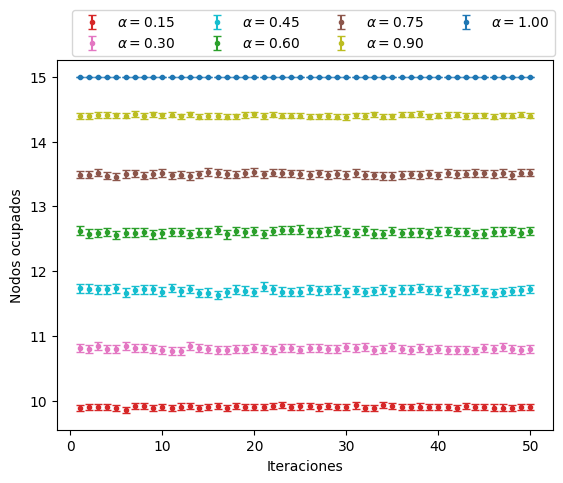 α = 0.15 α = 0.45 α = 0.75 α = 1.00
α = 0.30 α = 0.60 α = 0.90
15
14
13
12
11
10
Nodos ocupados
0 10 20 30 40 50
Iteraciones